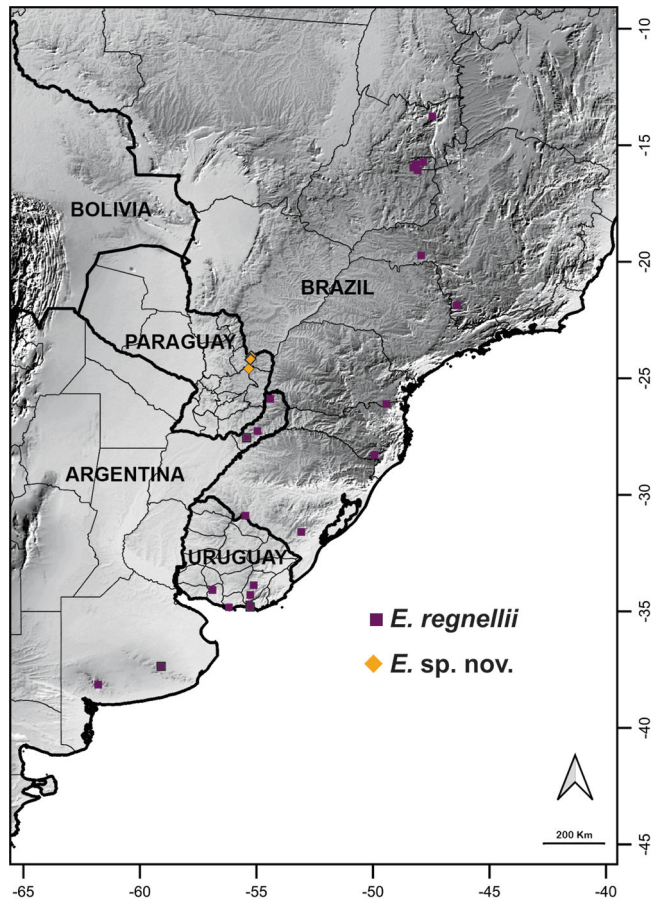 -10
-15
BOLIVIA
-20
BRAZIL
PARAGUAY
-25
ARGENTINA
-30
URUGUAY
-35
E. regnellii
E. sp. nov.
-40
200 Km
-45
-65 -60 -55 -50 -45 -40